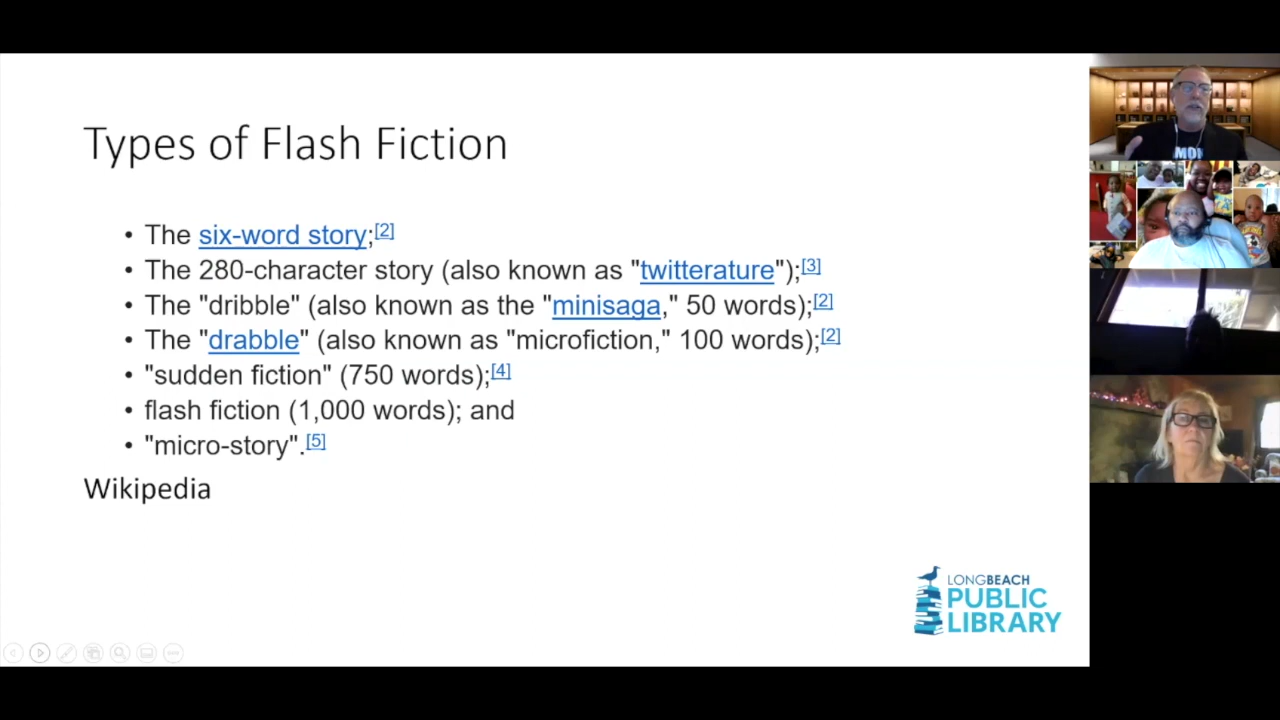 Types of Flash Fiction
• The six-word story;[2]
• The 280-character story (also known as "twitterature");[3]
• The "dribble" (also known as the "minisaga," 50 words);[2]
• The "drabble" (also known as "microfiction," 100 words);[2]
• "sudden fiction" (750 words);[4]
• flash fiction (1,000 words); and
• "micro-story".[5]
Wikipedia
LONGBEACH
PUBLIC
LIBRARY